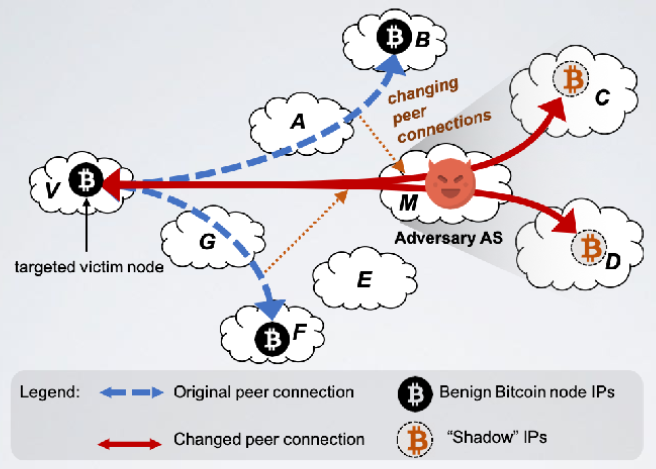 B
A
changing
peer
connections
C
V
M
Adversary AS
G
targeted victim node
E
D
F
Legend:
Original peer connection
Benign Bitcoin node IPs
Changed peer connection
“Shadow” IPs